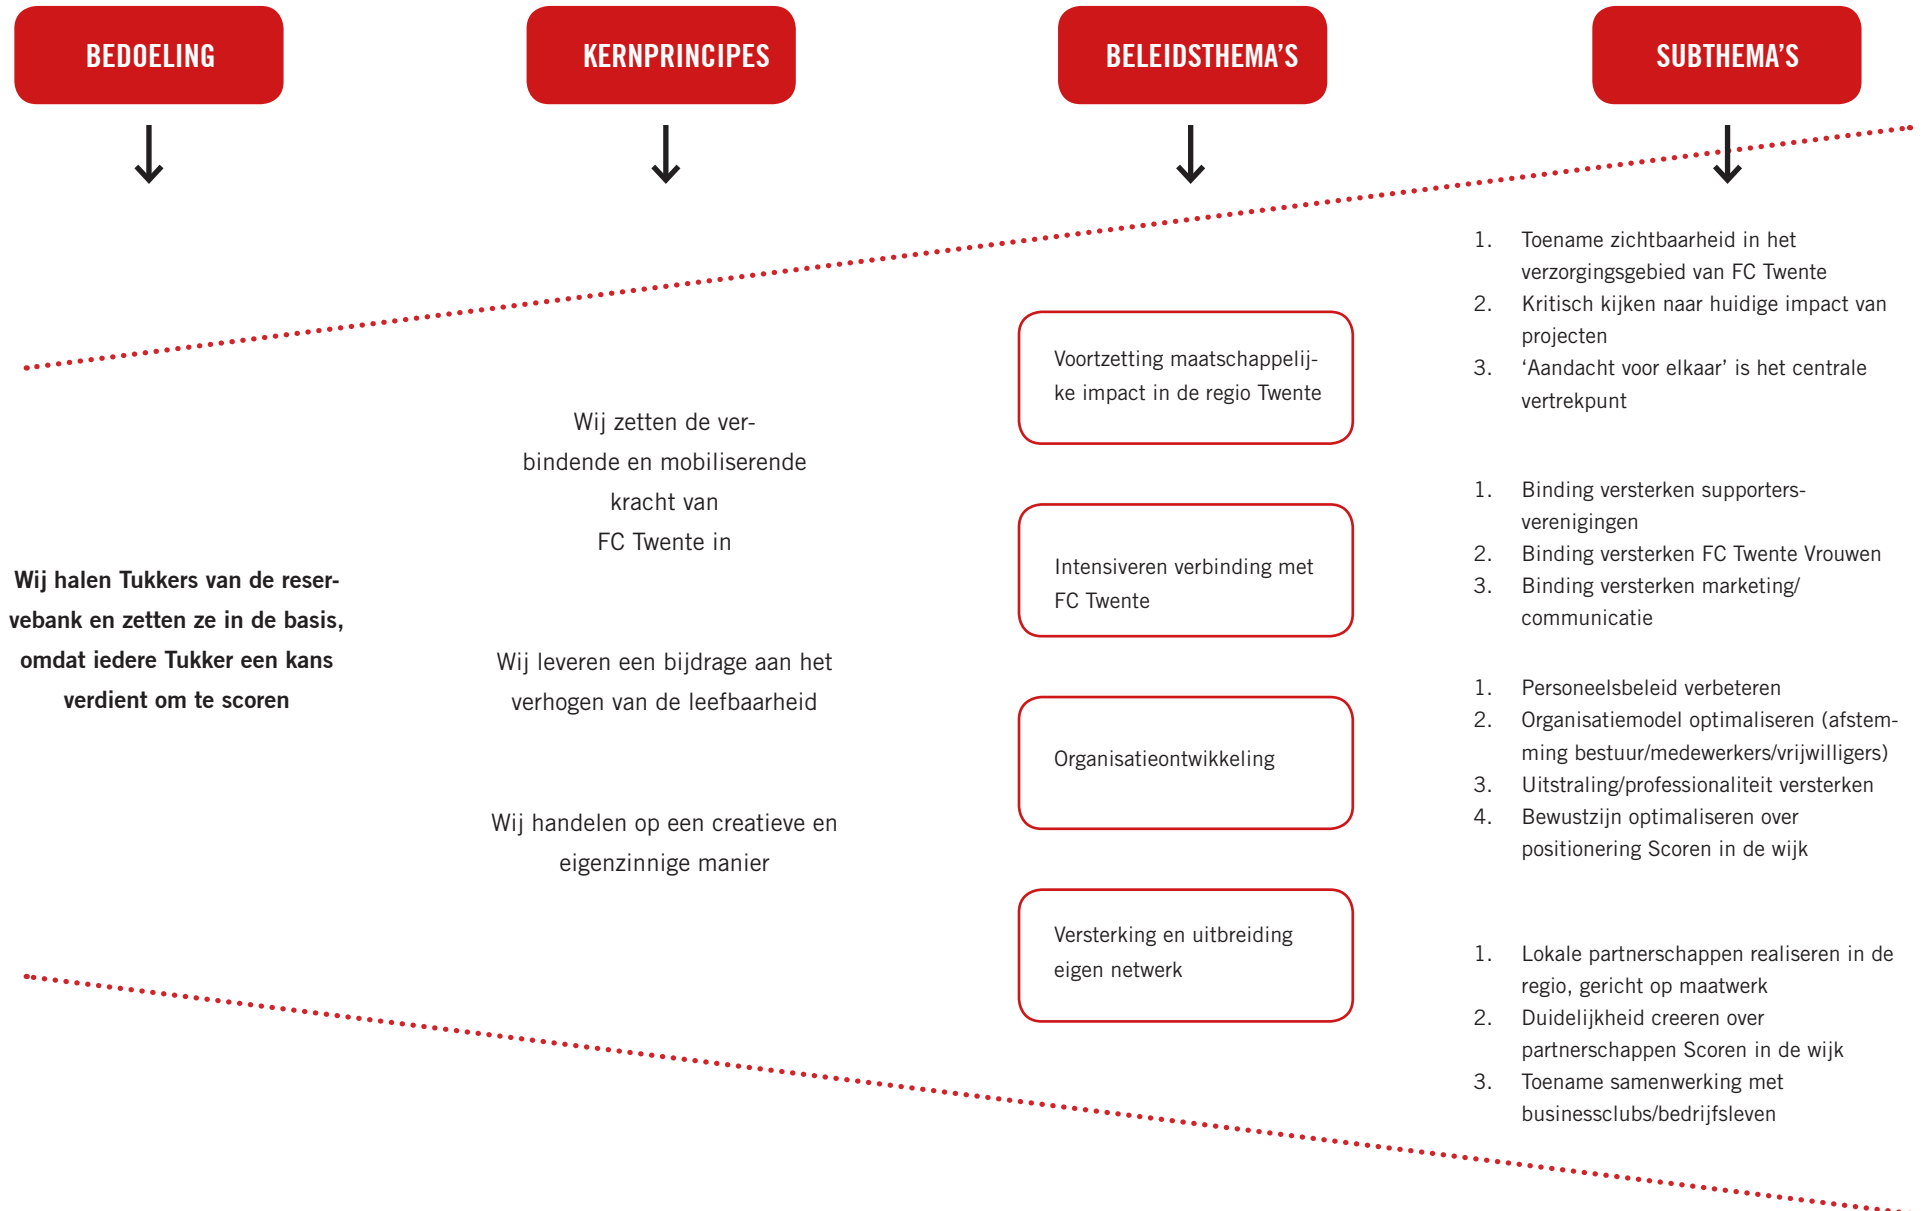 BEDOELING
KERNPRINCIPES
BELEIDSTHEMA'S
SUBTHEMA'S
Wij halen Tukkers van de reser-
vebank en zetten ze in de basis,
omdat iedere Tukker een kans
verdient om te scoren
Wij zetten de ver-
bindende en mobiliserende
kracht van
FC Twente in
Wij leveren een bijdrage aan het
verhogen van de leefbaarheid
Wij handelen op een creatieve en
eigenzinnige manier
Voortzetting maatschappelij-
ke impact in de regio Twente
Intensiveren verbinding met
FC Twente
Organisatieontwikkeling
Versterking en uitbreiding
eigen netwerk
1. Toename zichtbaarheid in het
verzorgingsgebied van FC Twente
2. Kritisch kijken naar huidige impact van
projecten
3. ‘Aandacht voor elkaar’ is het centrale
vertrekpunt
1. Binding versterken supporters-
verenigingen
2. Binding versterken FC Twente Vrouwen
3. Binding versterken marketing/
communicatie
1. Personeelsbeleid verbeteren
2. Organisatiemodel optimaliseren (afstem-
ming bestuur/medewerkers/vrijwilligers)
3. Uitstraling/professionaliteit versterken
4. Bewustzijn optimaliseren over
positionering Scoren in de wijk
1. Lokale partnerschappen realiseren in de
regio, gericht op maatwerk
2. Duidelijkheid creeren over
partnerschappen Scoren in de wijk
3. Toename samenwerking met
businessclubs/bedrijfsleven